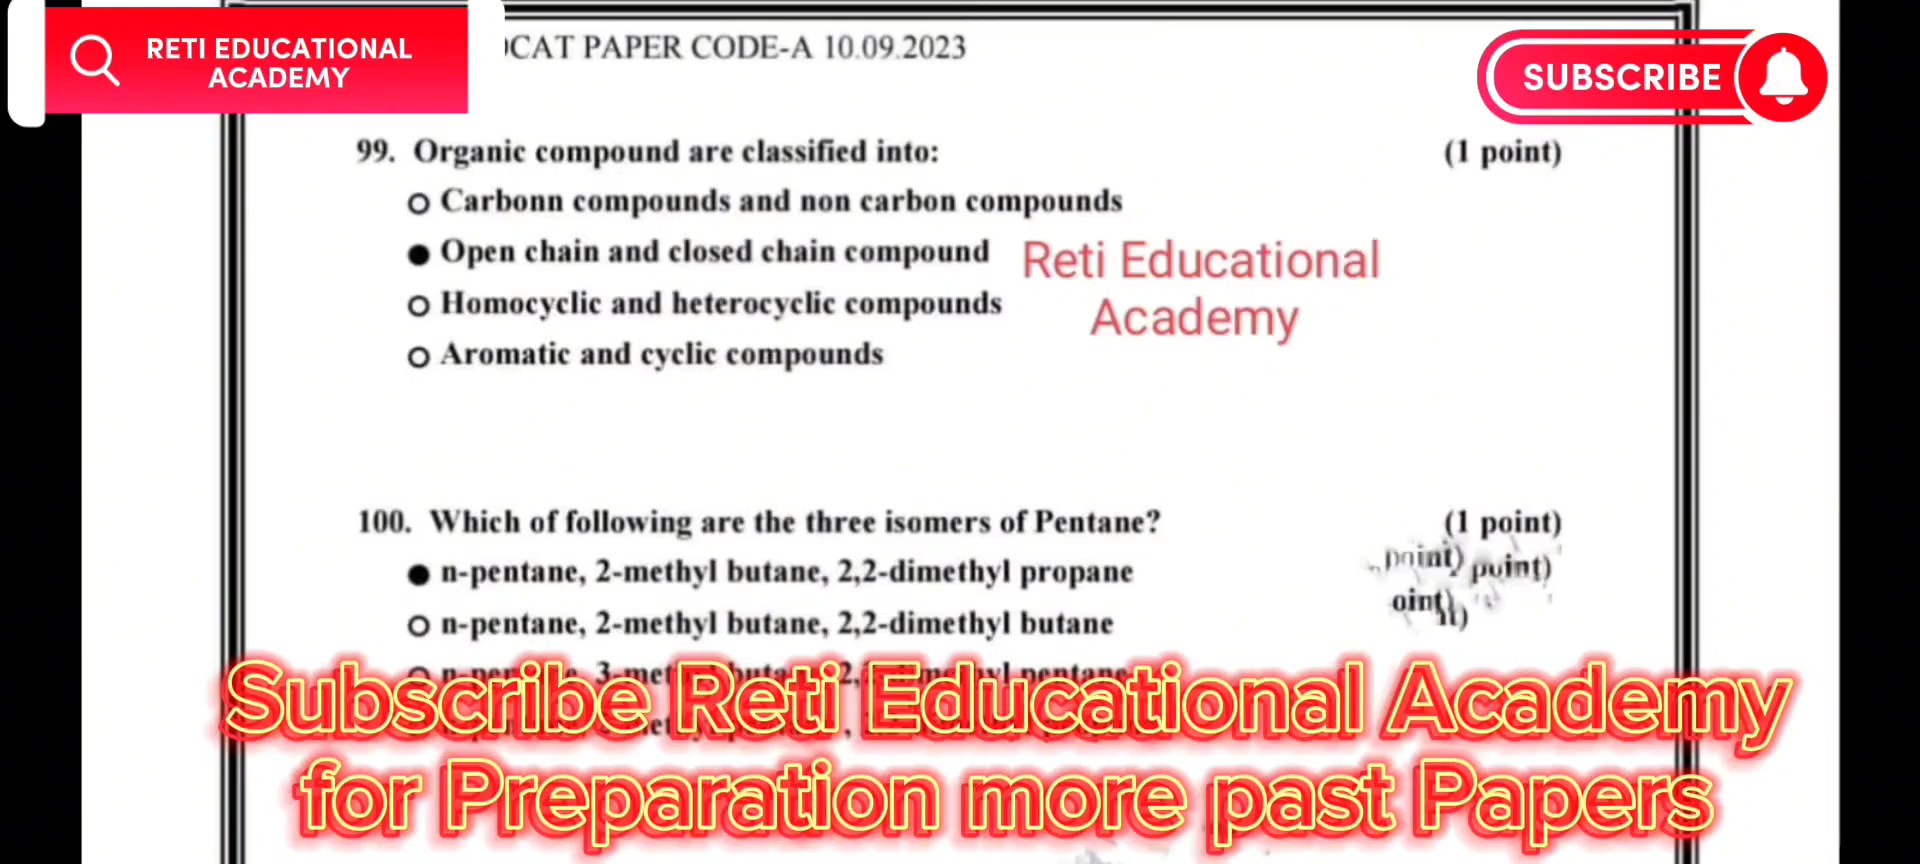 RETI EDUCATIONAL
ACADEMY
CAT PAPER CODE-A 10.09.2023
SUBSCRIBE
99. Organic compound are classified into: (1 point)
Carbonn compounds and non carbon compounds
Open chain and closed chain compound
Homocyclic and heterocyclic compounds
Aromatic and cyclic compounds
Reti Educational
Academy
100. Which of following are the three isomers of Pentane? (1 point)
n-pentane, 2-methyl butane, 2,2-dimethyl propane
point) point)
n-pentane, 2-methyl butane, 2,2-dimethyl butane
oint)
Subscribe Reti Educational Academy
for Preparation more past Papers